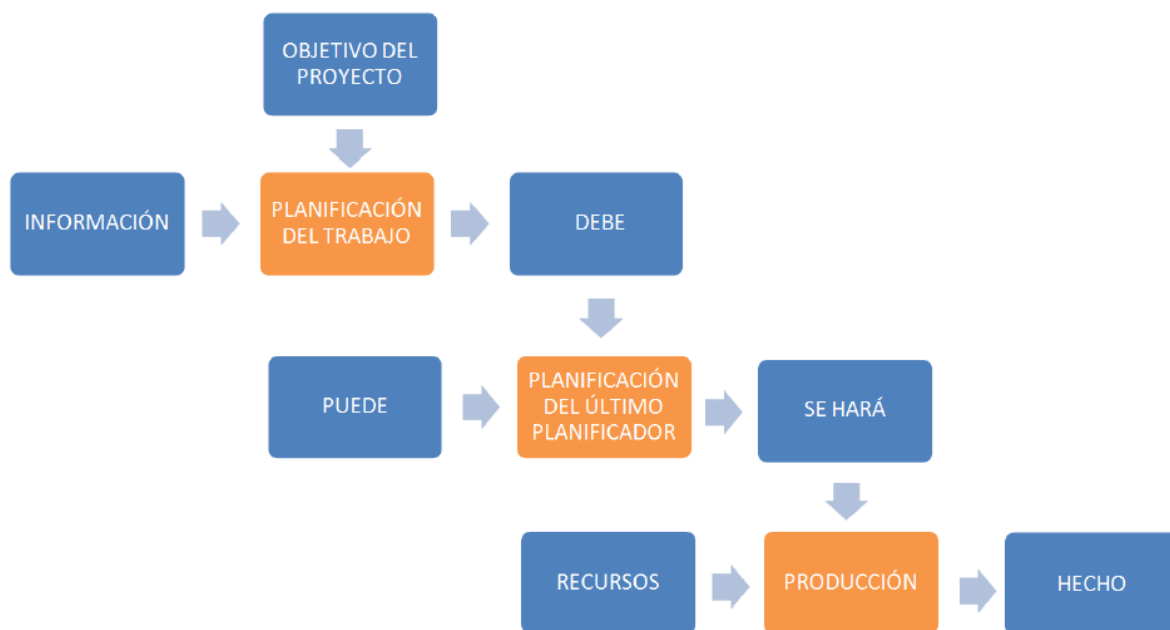 OBJETIVO DEL
PROYECTO
INFORMACIÓN
PLANIFICACIÓN
DEL TRABAJO
DEBE
PUEDE
PLANIFICACIÓN
DEL ÚLTIMO
PLANIFICADOR
SE HARÁ
RECURSOS
PRODUCCIÓN
HECHO